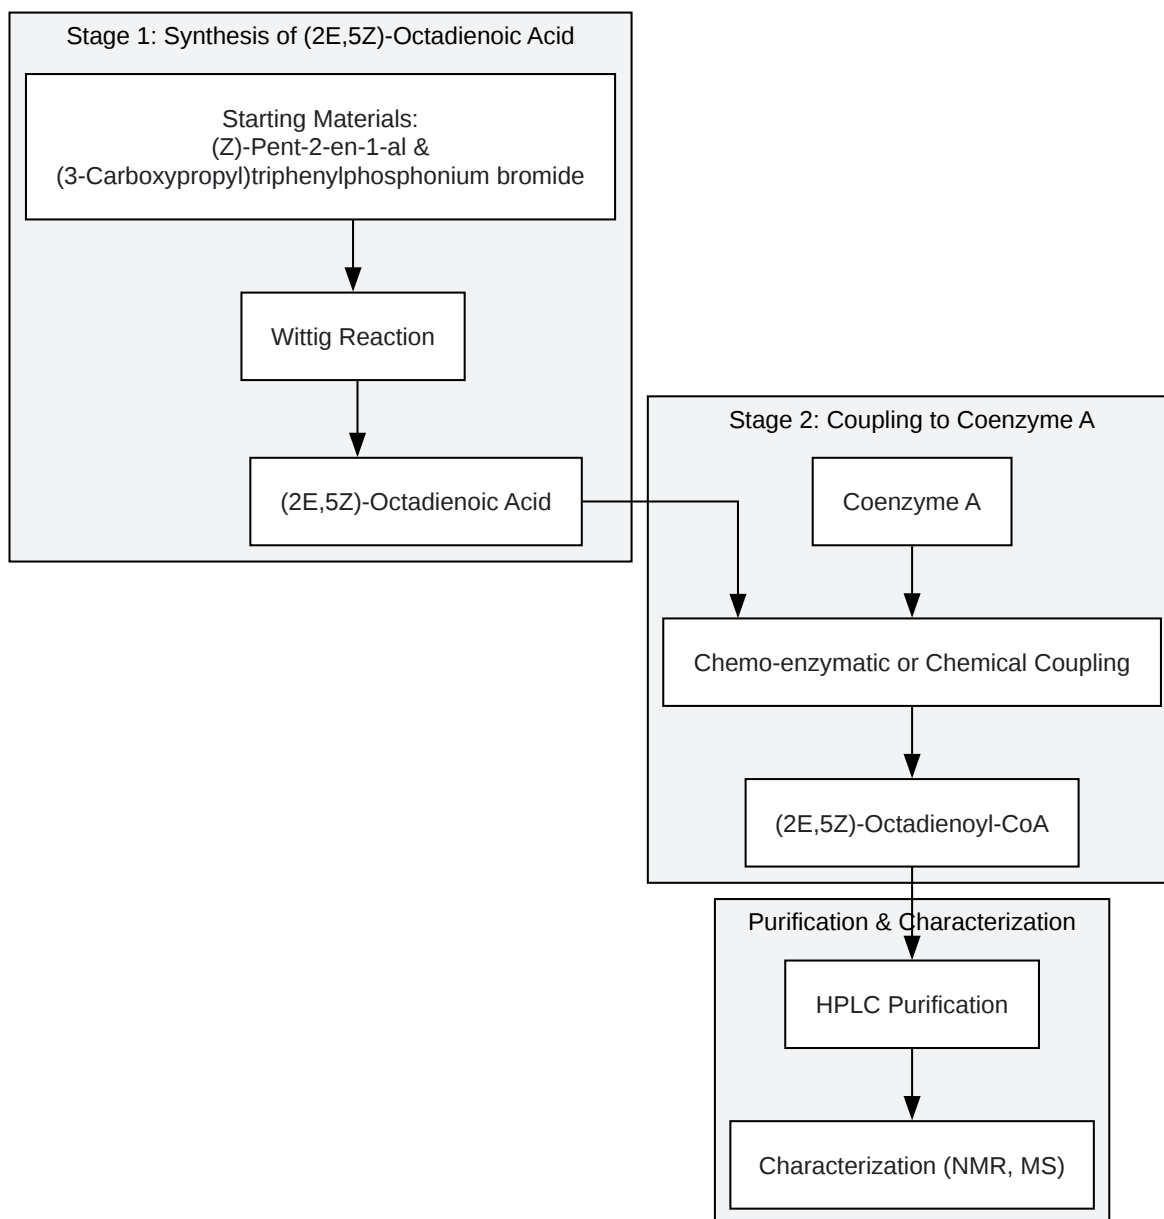 Stage 1: Synthesis of (2E,5Z)-Octadienoic Acid
Starting Materials:
(Z)-Pent-2-en-1-al &
(3-Carboxypropyl)triphenylphosphonium bromide
Wittig Reaction
(2E,5Z)-Octadienoic Acid
Stage 2: Coupling to Coenzyme A
Coenzyme A
Chemo-enzymatic or Chemical Coupling
(2E,5Z)-Octadienoyl-CoA
Purification & Characterization
HPLC Purification
Characterization (NMR, MS)